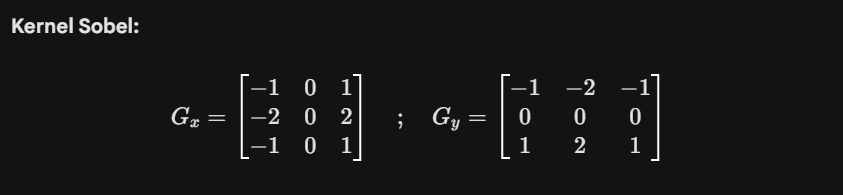 Kernel Sobel:
G_x = [−1 0 1; −2 0 2; −1 0 1] ; G_y = [−1 −2 −1; 0 0 0; 1 2 1]